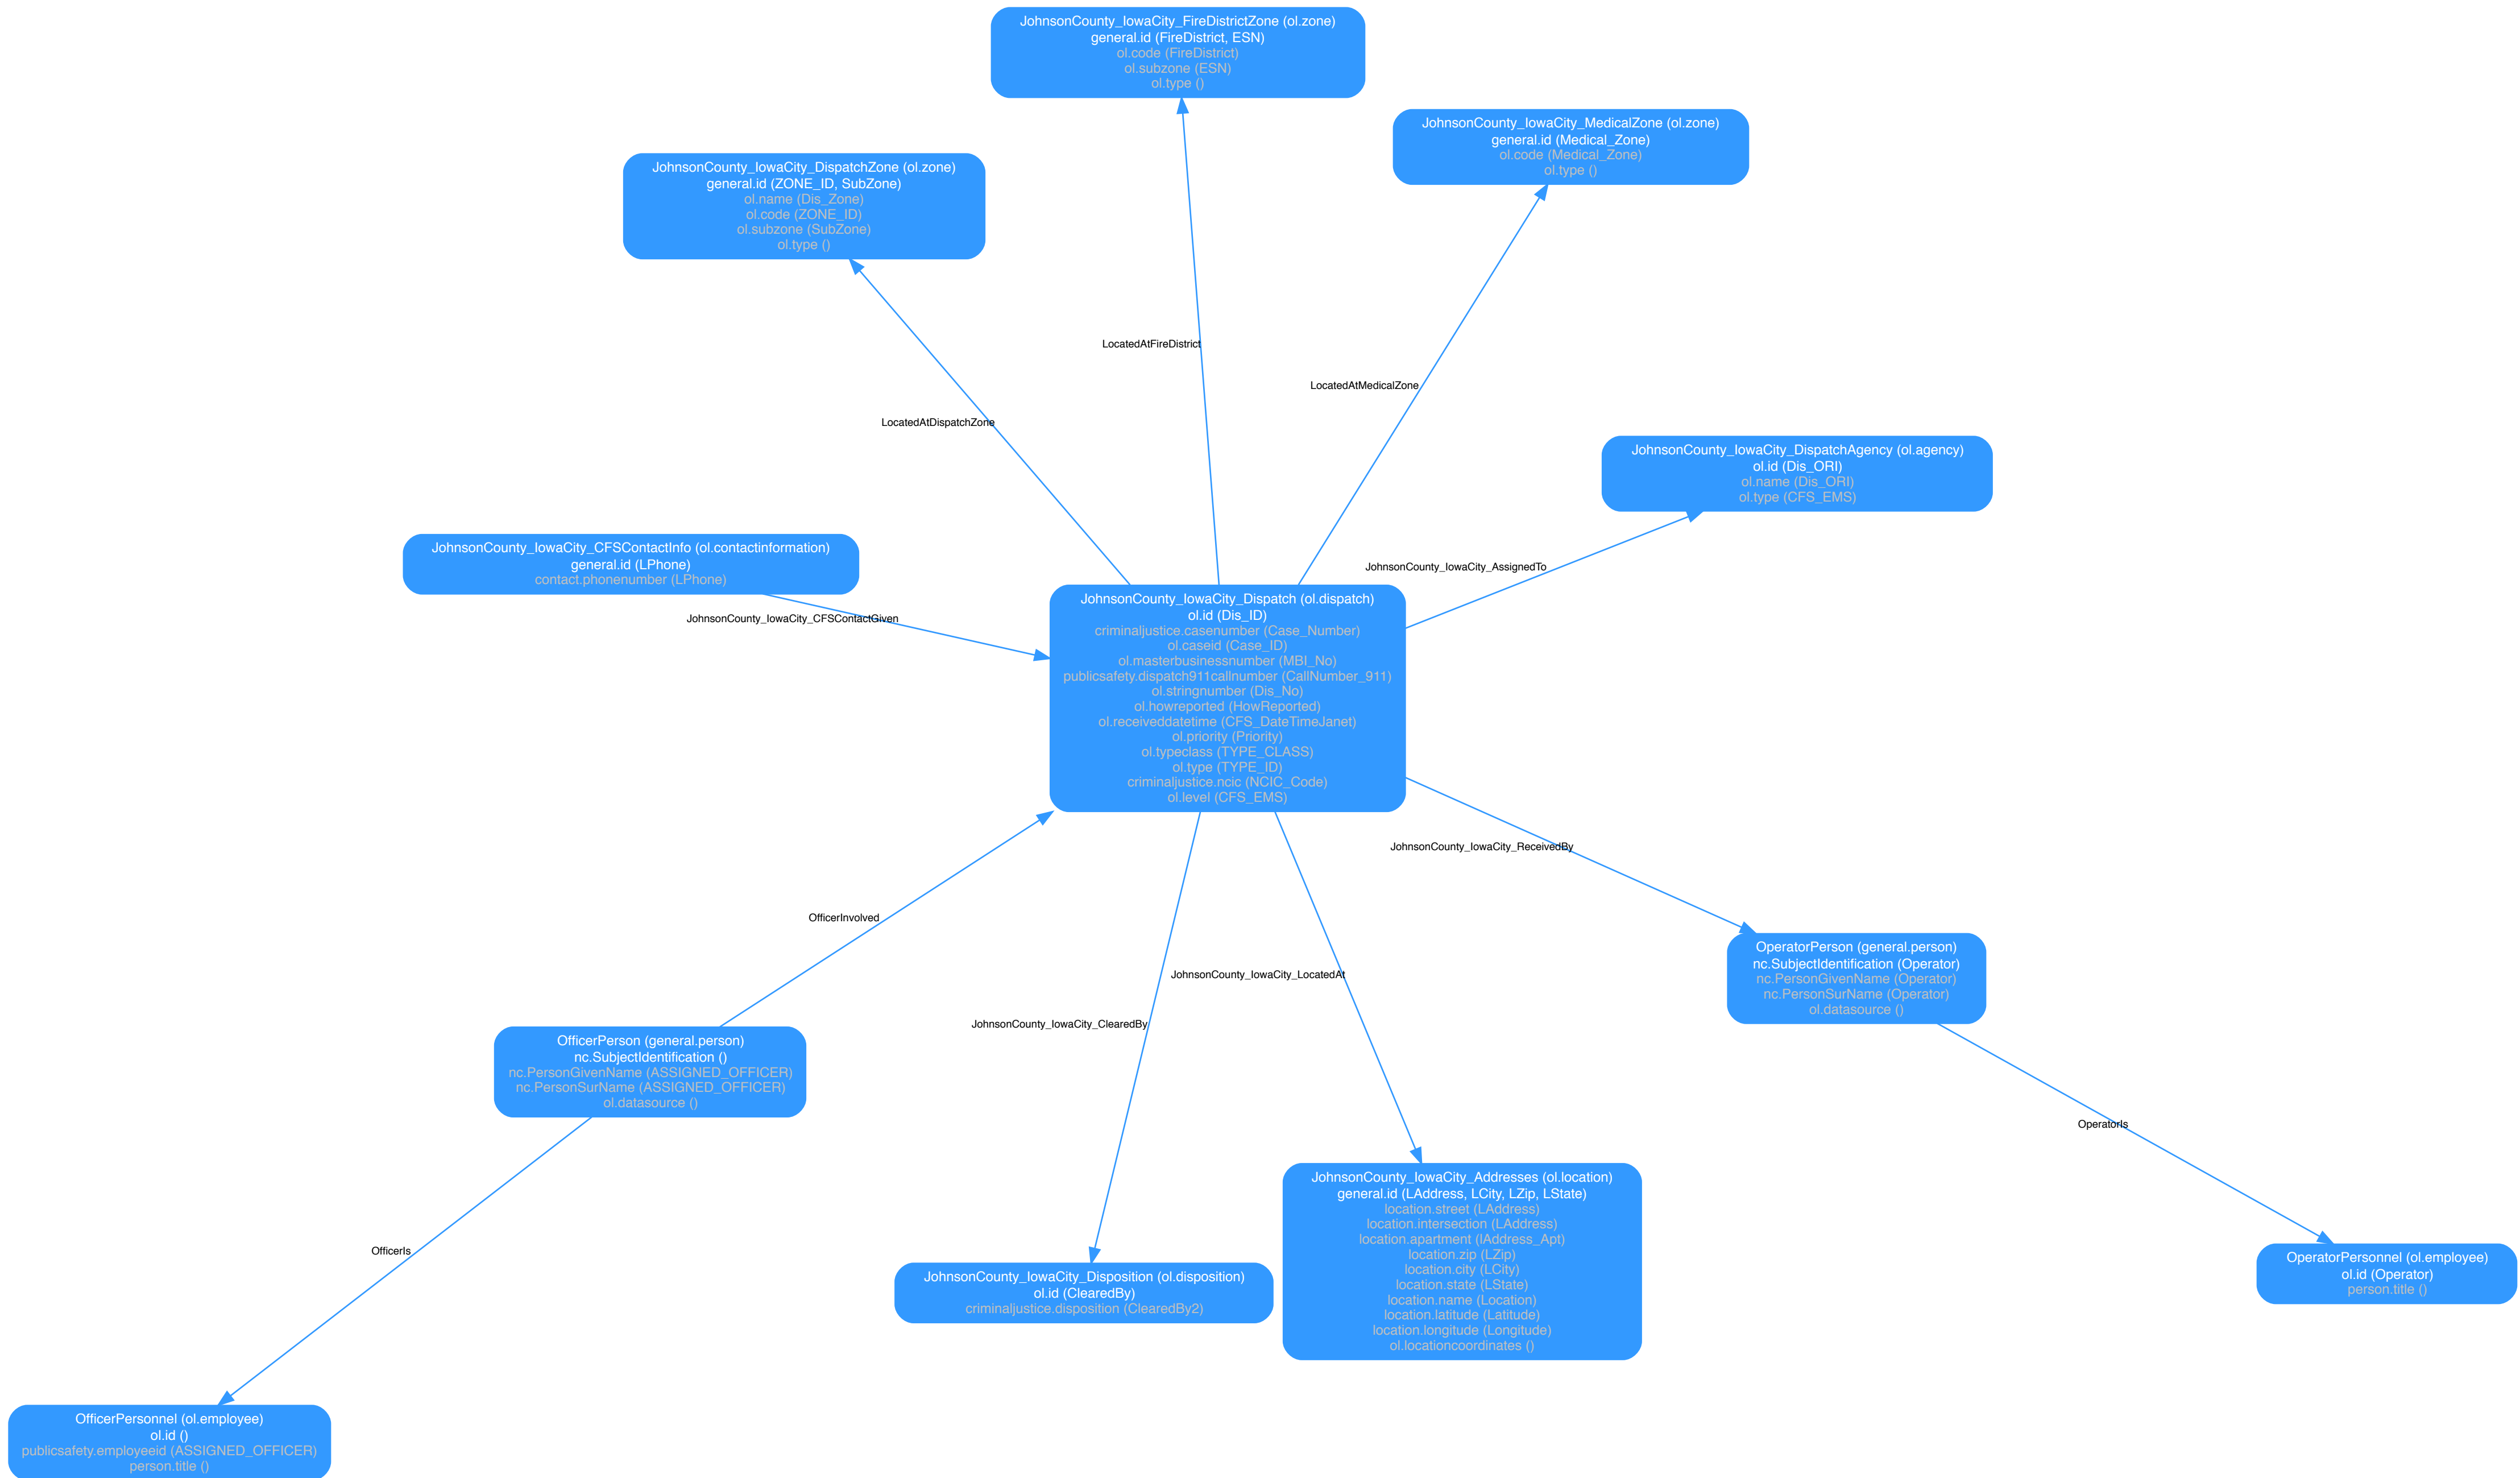 JohnsonCounty_IowaCity_FireDistrictZone (ol.zone)
general.id (FireDistrict, ESN)
ol.code (FireDistrict)
ol.subzone (ESN)
ol.type ()
JohnsonCounty_IowaCity_MedicalZone (ol.zone)
general.id (Medical_Zone)
ol.code (Medical_Zone)
ol.type ()
JohnsonCounty_IowaCity_DispatchZone (ol.zone)
general.id (ZONE_ID, SubZone)
ol.name (Dis_Zone)
ol.code (ZONE_ID)
ol.subzone (SubZone)
ol.type ()
LocatedAtFireDistrict
LocatedAtMedicalZone
LocatedAtDispatchZone
JohnsonCounty_IowaCity_DispatchAgency (ol.agency)
ol.id (Dis_ORI)
ol.name (Dis_ORI)
ol.type (CFS_EMS)
JohnsonCounty_IowaCity_CFSContactInfo (ol.contactinformation)
general.id (LPhone)
contact.phonenumber (LPhone)
JohnsonCounty_IowaCity_AssignedTo
JohnsonCounty_IowaCity_CFSContactGiven
JohnsonCounty_IowaCity_Dispatch (ol.dispatch)
ol.id (Dis_ID)
criminaljustice.casenumber (Case_Number)
ol.caseid (Case_ID)
ol.masterbusinessnumber (MBI_No)
publicsafety.dispatch911callnumber (CallNumber_911)
ol.stringnumber (Dis_No)
ol.howreported (HowReported)
ol.receiveddatetime (CFS_DateTimeJanet)
ol.priority (Priority)
ol.typeclass (TYPE_CLASS)
ol.type (TYPE_ID)
criminaljustice.ncic (NCIC_Code)
ol.level (CFS_EMS)
JohnsonCounty_IowaCity_ReceivedBy
OfficerInvolved
JohnsonCounty_IowaCity_LocatedAt
JohnsonCounty_IowaCity_ClearedBy
OperatorPerson (general.person)
nc.SubjectIdentification (Operator)
nc.PersonGivenName (Operator)
nc.PersonSurName (Operator)
ol.datasource ()
OfficerPerson (general.person)
nc.SubjectIdentification ()
nc.PersonGivenName (ASSIGNED_OFFICER)
nc.PersonSurName (ASSIGNED_OFFICER)
ol.datasource ()
OperatorIs
OfficerIs
JohnsonCounty_IowaCity_Addresses (ol.location)
general.id (LAddress, LCity, LZip, LState)
location.street (LAddress)
location.intersection (LAddress)
location.apartment (lAddress_Apt)
location.zip (LZip)
location.city (LCity)
location.state (LState)
location.name (Location)
location.latitude (Latitude)
location.longitude (Longitude)
ol.locationcoordinates ()
JohnsonCounty_IowaCity_Disposition (ol.disposition)
ol.id (ClearedBy)
criminaljustice.disposition (ClearedBy2)
OperatorPersonnel (ol.employee)
ol.id (Operator)
person.title ()
OfficerPersonnel (ol.employee)
ol.id ()
publicsafety.employeeid (ASSIGNED_OFFICER)
person.title ()